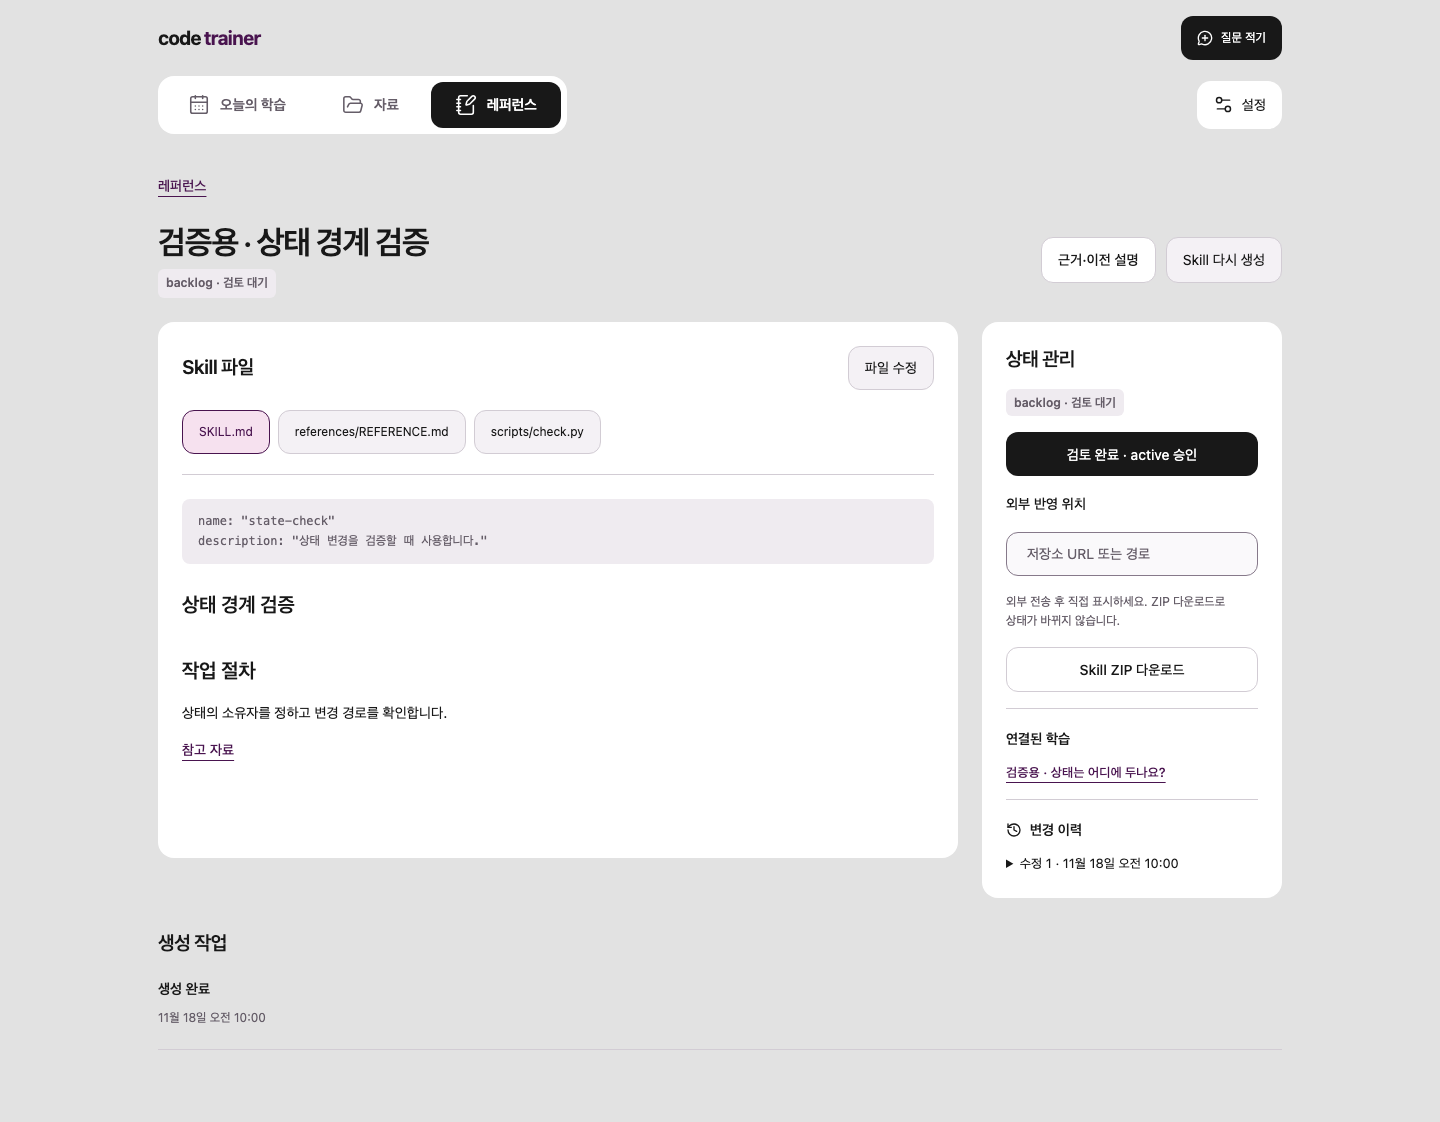 code trainer
질문 적기
오늘의 학습
자료
레퍼런스
설정
레퍼런스
검증용 · 상태 경계 검증
backlog · 검토 대기
근거·이전 설명
Skill 다시 생성
Skill 파일
파일 수정
SKILL.md
references/REFERENCE.md
scripts/check.py
name: "state-check"
description: "상태 변경을 검증할 때 사용합니다."
상태 경계 검증
작업 절차
상태의 소유자를 정하고 변경 경로를 확인합니다.
참고 자료
상태 관리
backlog · 검토 대기
검토 완료 · active 승인
외부 반영 위치
저장소 URL 또는 경로
외부 전송 후 직접 표시하세요. ZIP 다운로드로
상태가 바뀌지 않습니다.
Skill ZIP 다운로드
연결된 학습
검증용 · 상태는 어디에 두나요?
변경 이력
▶ 수정 1 · 11월 18일 오전 10:00
생성 작업
생성 완료
11월 18일 오전 10:00